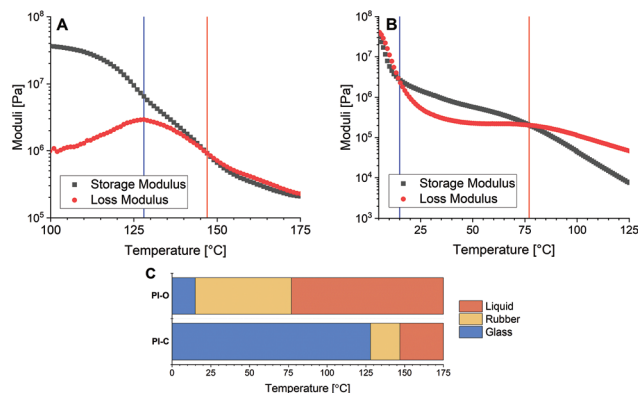 A
B
10⁸
10⁷
10⁶
10⁵
Moduli [Pa]
Storage Modulus
Loss Modulus
100
125
150
175
Temperature [°C]
10⁸
10⁷
10⁶
10⁵
10⁴
10³
Moduli [Pa]
Storage Modulus
Loss Modulus
25
50
75
100
125
Temperature [°C]
C
PI-O
PI-C
Liquid
Rubber
Glass
0
25
50
75
100
125
150
175
Temperature [°C]